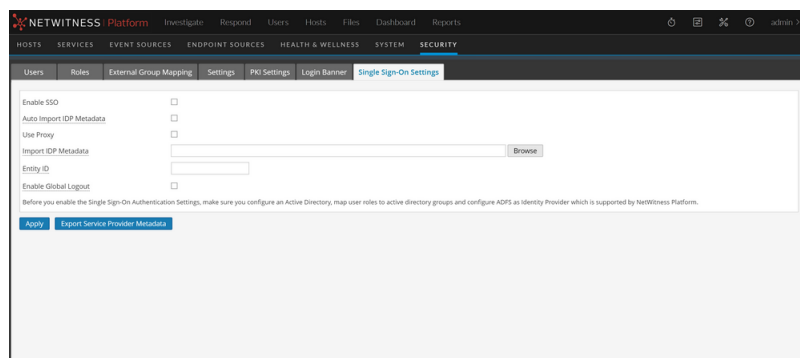 NETWITNESS Platform Investigate Respond Users Hosts Files Dashboard Reports admin
HOSTS SERVICES EVENT SOURCES ENDPOINT SOURCES HEALTH & WELLNESS SYSTEM SECURITY
Users Roles External Group Mapping Settings PKI Settings Login Banner Single Sign-On Settings
Enable SSO
Auto Import IDP Metadata
Use Proxy
Import IDP Metadata Browse
Entity ID
Enable Global Logout
Before you enable the Single Sign-On Authentication Settings, make sure you configure an Active Directory, map user roles to active directory groups and configure ADFS as Identity Provider which is supported by NetWitness Platform.
Apply Export Service Provider Metadata